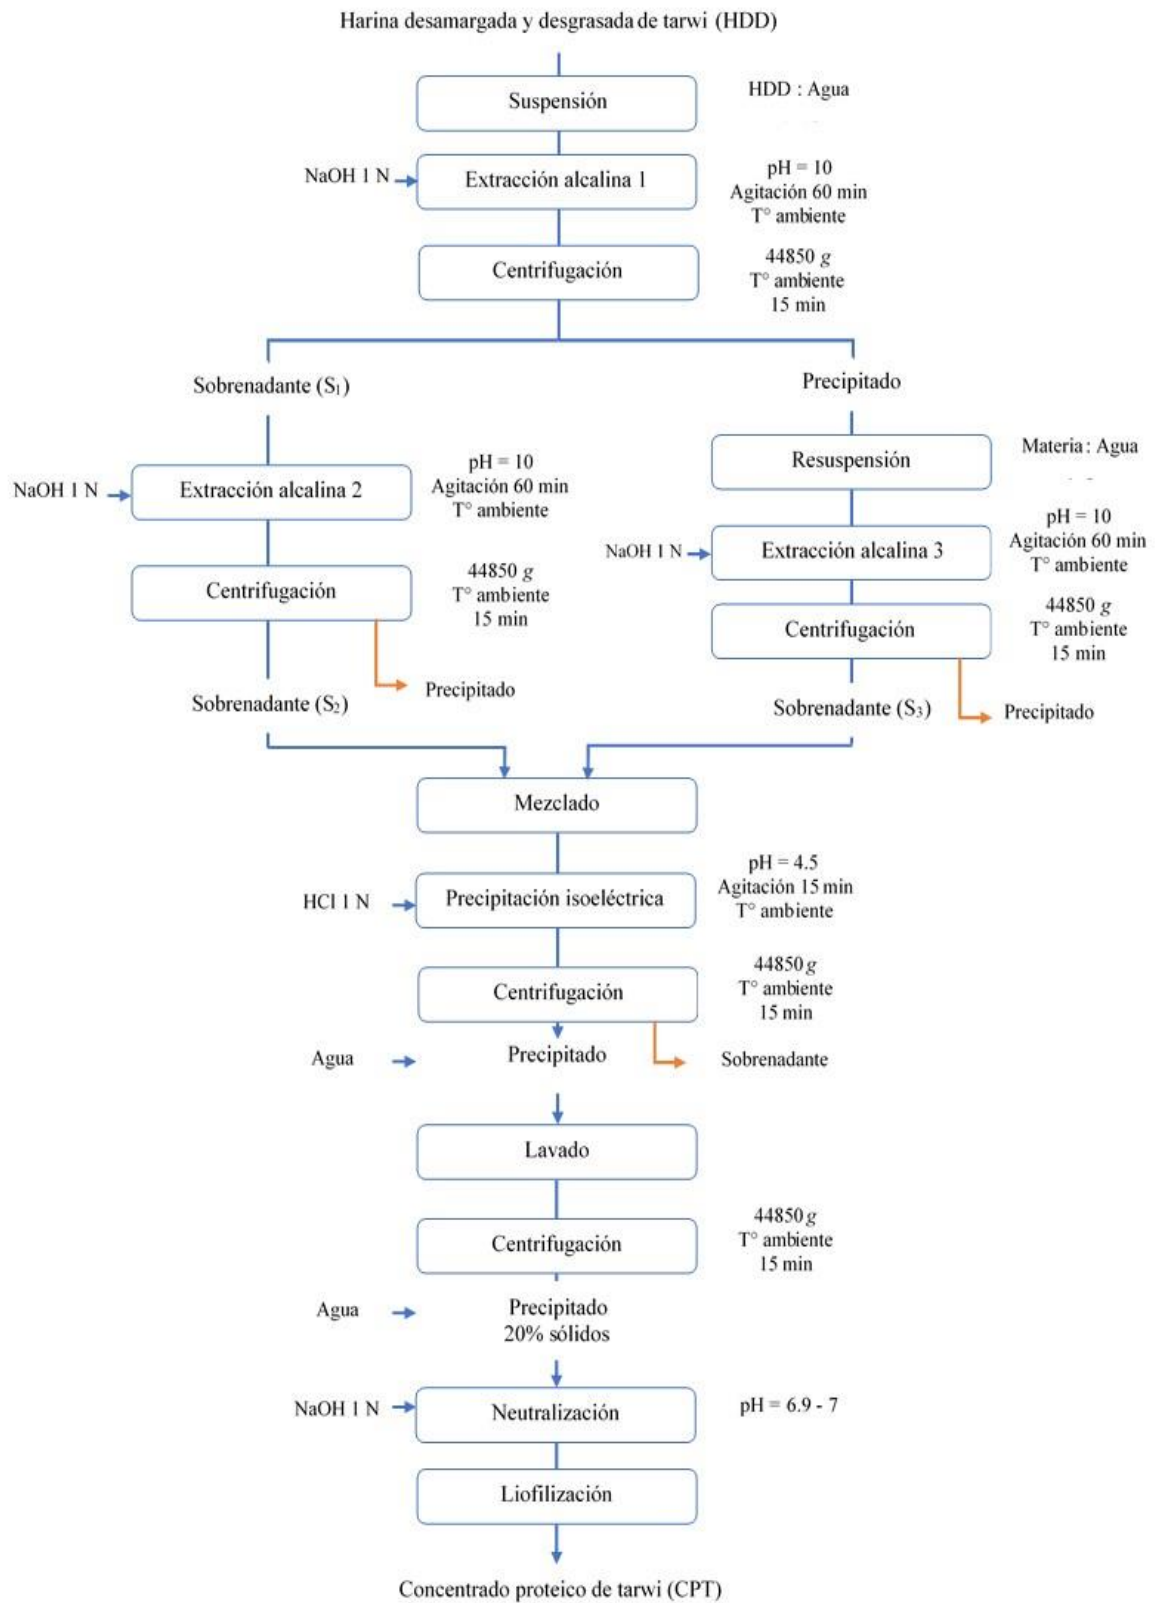 Harina desamargada y desgrasada de tarwi (HDD)
Suspensión
HDD : Agua
NaOH 1 N
Extracción alcalina 1
pH = 10
Agitación 60 min
T° ambiente
Centrifugación
44850 g
T° ambiente
15 min
Sobrenadante (S₁)
Precipitado
NaOH 1 N
Extracción alcalina 2
pH = 10
Agitación 60 min
T° ambiente
Centrifugación
44850 g
T° ambiente
15 min
Precipitado
Sobrenadante (S₂)
Resuspensión
Materia : Agua
NaOH 1 N
Extracción alcalina 3
pH = 10
Agitación 60 min
T° ambiente
Centrifugación
44850 g
T° ambiente
15 min
Sobrenadante (S₃)
Precipitado
Mezclado
HCl 1 N
Precipitación isoeléctrica
pH = 4.5
Agitación 15 min
T° ambiente
Centrifugación
44850 g
T° ambiente
15 min
Agua
Precipitado
Sobrenadante
Lavado
Centrifugación
44850 g
T° ambiente
15 min
Agua
Precipitado
20% sólidos
NaOH 1 N
Neutralización
pH = 6.9 - 7
Liofilización
Concentrado proteico de tarwi (CPT)